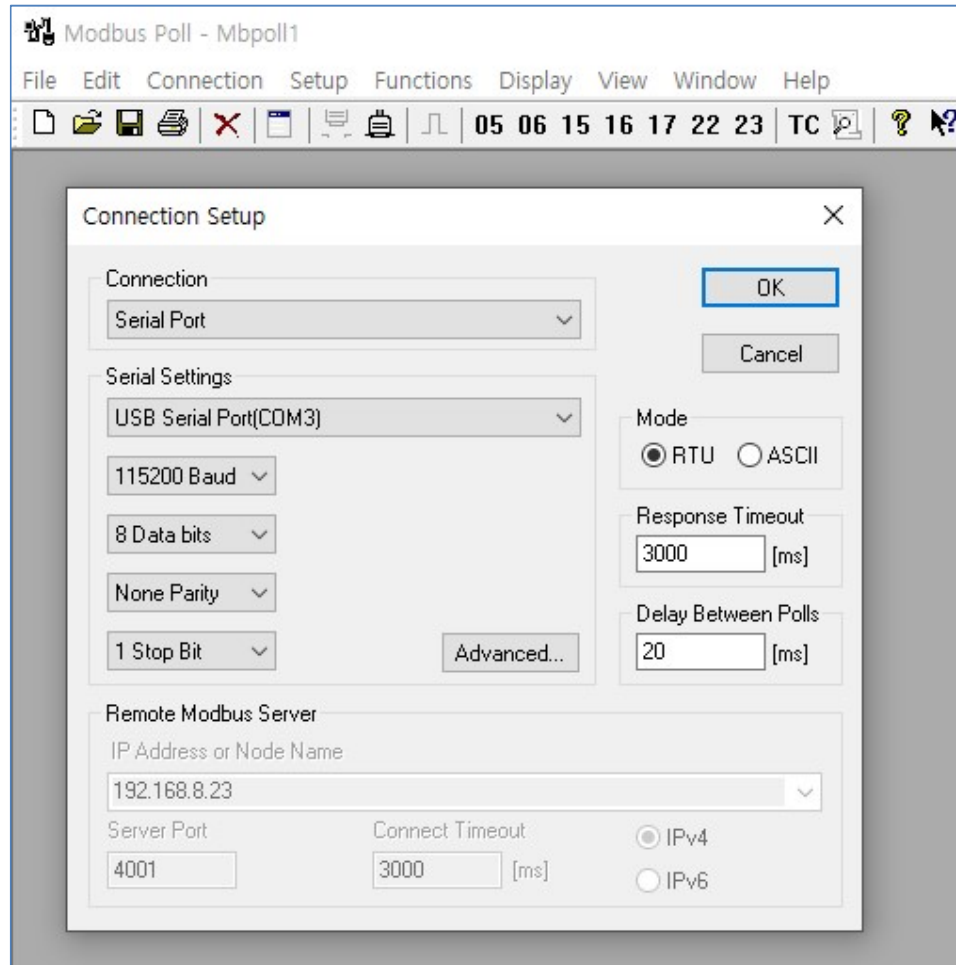 Modbus Poll - Mbpoll1
File Edit Connection Setup Functions Display View Window Help
05 06 15 16 17 22 23 TC
Connection Setup
Connection
Serial Port
OK
Cancel
Serial Settings
USB Serial Port(COM3)
115200 Baud
8 Data bits
None Parity
1 Stop Bit
Advanced...
Mode
RTU ASCII
Response Timeout
3000 [ms]
Delay Between Polls
20 [ms]
Remote Modbus Server
IP Address or Node Name
192.168.8.23
Server Port
4001
Connect Timeout
3000 [ms]
IPv4
IPv6